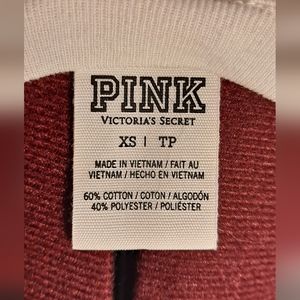 PINK
VICTORIA'S SECRET
XS | TP
MADE IN VIETNAM / FAIT AU
VIETNAM / HECHO EN VIETNAM
60% COTTON / COTON / ALGODÓN
40% POLYESTER / POLIÉSTER